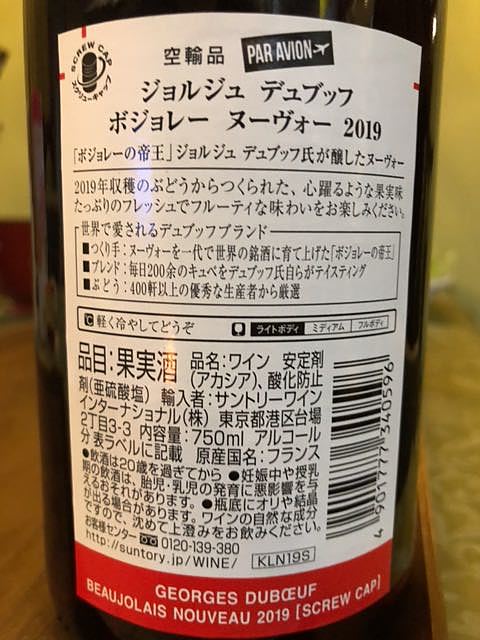 SCREW CAP
スクリューキャップ
空輸品 PAR AVION
ジョルジュ デュブッフ
ボジョレー ヌーヴォー 2019
「ボジョレーの帝王」ジョルジュ デュブッフ氏が醸したヌーヴォー
2019年収穫のぶどうからつくられた、心躍るような果実味
たっぷりのフレッシュでフルーティな味わいをお楽しみください。
世界で愛されるデュブッフブランド
■つくり手：ヌーヴォーを一代で世界の銘酒に育て上げた「ボジョレーの帝王」
■ブレンド：毎日200余のキュベをデュブッフ氏自らがテイスティング
■ぶどう：400軒以上の優秀な生産者から厳選
℃ 軽く冷やしてどうぞ ライトボディ ミディアム フルボディ
品目：果実酒 品名：ワイン 安定剤
(アカシア)、酸化防止
剤(亜硫酸塩) 輸入者：サントリーワイン
インターナショナル(株) 東京都港区台場
2丁目3-3 内容量：750ml アルコール
分表ラベルに記載 原産国名：フランス
●飲酒は20歳を過ぎてから ●妊娠中や授乳
期の飲酒は、胎児・乳児の発育に悪影響を与
えるおそれがあります。●瓶底にオリや結晶
が出る場合があります。ワインの自然な成分
ですので、沈めて上澄みをお飲みください。
お客様センター 0120-139-380
http://suntory.jp/WINE/ KLN19S
4 901777 340596
GEORGES DUBŒUF
BEAUJOLAIS NOUVEAU 2019 [SCREW CAP]